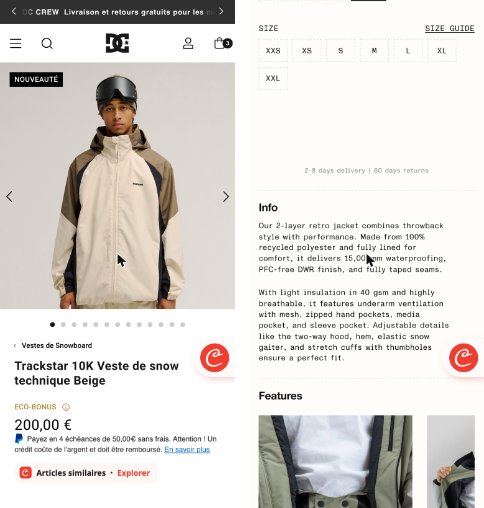 DC CREW Livraison et retours gratuits pour les
3
NOUVEAUTÉ
Vestes de Snowboard
Trackstar 10K Veste de snow
technique Beige
ECO-BONUS
200,00 €
Payez en 4 échéances de 50,00€ sans frais. Attention ! Un
crédit coûte de l'argent et doit être remboursé. En savoir plus
Articles similaires • Explorer
SIZE
SIZE GUIDE
XXS XS S M L XL
XXL
2-8 days delivery | 60 days returns
Info
Our 2-layer retro jacket combines throwback
style with performance. Made from 100%
recycled polyester and fully lined for
comfort, it delivers waterproofing,
PFC-free DWR finish, and fully taped seams.
With light insulation in 40 gsm and highly
breathable, it features underarm ventilation
with mesh, zipped hand pockets, media
pocket, and sleeve pocket. Adjustable details
like the two-way hood, hem, elastic snow
gaiter, and stretch cuffs with thumbholes
ensure a perfect fit.
Features